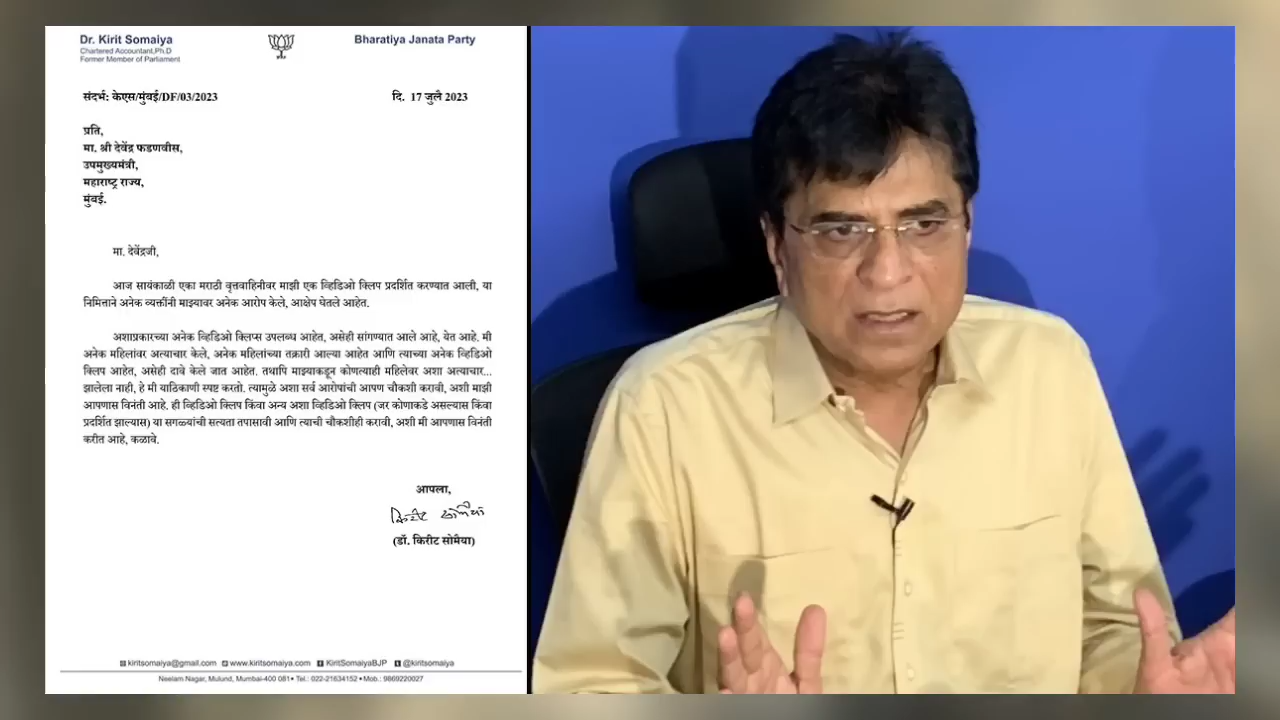 Dr. Kirit Somaiya
Chartered Accountant,Ph.D
Former Member of Parliament
Bharatiya Janata Party
संदर्भ: केएस/मुंबई/DF/03/2023
दि. 17 जुलै 2023
प्रति,
मा. श्री देवेंद्र फडणवीस,
उपमुख्यमंत्री,
महाराष्ट्र राज्य,
मुंबई.
मा. देवेंद्रजी,
आज सायंकाळी एका मराठी वृत्तवाहिनीवर माझी एक व्हिडिओ क्लिप प्रदर्शित करण्यात आली, या
निमित्ताने अनेक व्यक्तींनी माझ्यावर अनेक आरोप केले, आक्षेप घेतले आहेत.
अशाप्रकारच्या अनेक व्हिडिओ क्लिप्स उपलब्ध आहेत, असेही सांगण्यात आले आहे, येत आहे. मी
अनेक महिलांवर अत्याचार केले, अनेक महिलांच्या तक्रारी आल्या आहेत आणि त्याच्या अनेक व्हिडिओ
क्लिप आहेत, असेही दावे केले जात आहेत. तथापि माझ्याकडून कोणत्याही महिलेवर अशा अत्याचार...
झालेला नाही, हे मी याठिकाणी स्पष्ट करतो. त्यामुळे अशा सर्व आरोपांची आपण चौकशी करावी, अशी माझी
आपणास विनंती आहे. ही व्हिडिओ क्लिप किंवा अन्य अशा व्हिडिओ क्लिप (जर कोणाकडे असल्यास किंवा
प्रदर्शित झाल्यास) या सगळ्यांची सत्यता तपासावी आणि त्याची चौकशीही करावी, अशी मी आपणास विनंती
करीत आहे, कळावे.
आपला,
किरीट सोमैया
(डॉ. किरीट सोमैया)
kiritsomaiya@gmail.com www.kiritsomaiya.com KiritSomaiyaBJP @kiritsomaiya
Neelam Nagar, Mulund, Mumbai-400 081• Tel.: 022-21634152 • Mob.: 9869220027